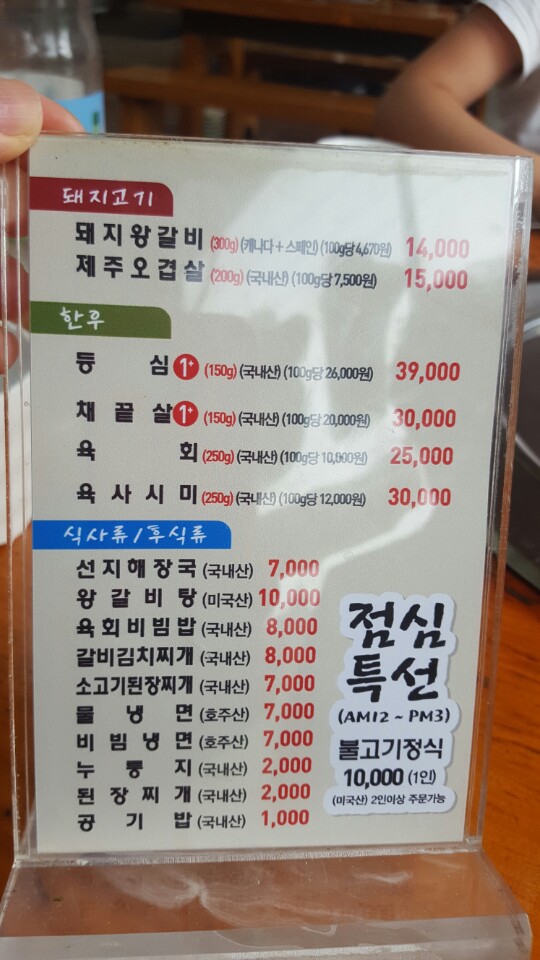 돼지고기
돼지왕갈비 (300g) (캐나다+스페인) (100g당 4,670원) 14,000
제주오겹살 (200g) (국내산) (100g당 7,500원) 15,000
한우
등심 1+ (150g) (국내산) (100g당 26,000원) 39,000
채끝살 1+ (150g) (국내산) (100g당 20,000원) 30,000
육회 (250g) (국내산) (100g당 10,000원) 25,000
육사시미 (250g) (국내산) (100g당 12,000원) 30,000
식사류/후식류
선지해장국 (국내산) 7,000
왕갈비탕 (미국산) 10,000
육회비빔밥 (국내산) 8,000
갈비김치찌개 (국내산) 8,000
소고기된장찌개 (국내산) 7,000
물냉면 (호주산) 7,000
비빔냉면 (호주산) 7,000
누룽지 (국내산) 2,000
된장찌개 (국내산) 2,000
공기밥 (국내산) 1,000
점심
특선
(AM12 ~ PM3)
불고기정식
10,000 (1인)
(미국산) 2인이상 주문가능